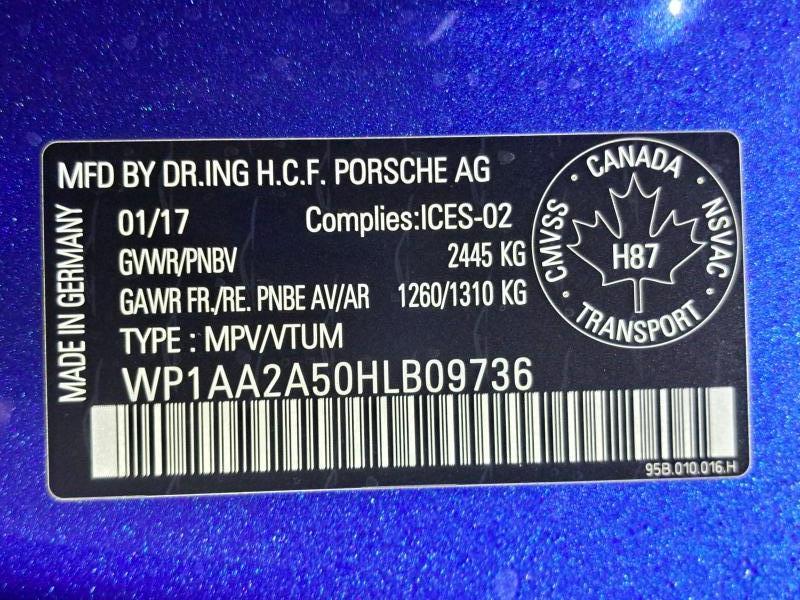 MFD BY DR.ING H.C.F. PORSCHE AG
MADE IN GERMANY
01/17 Complies:ICES-02
GVWR/PNBV 2445 KG
GAWR FR./RE. PNBE AV/AR 1260/1310 KG
TYPE : MPV/VTUM
WP1AA2A50HLB09736
95B.010.016.H
CANADA
CMVSS · NSVAC
H87
TRANSPORT